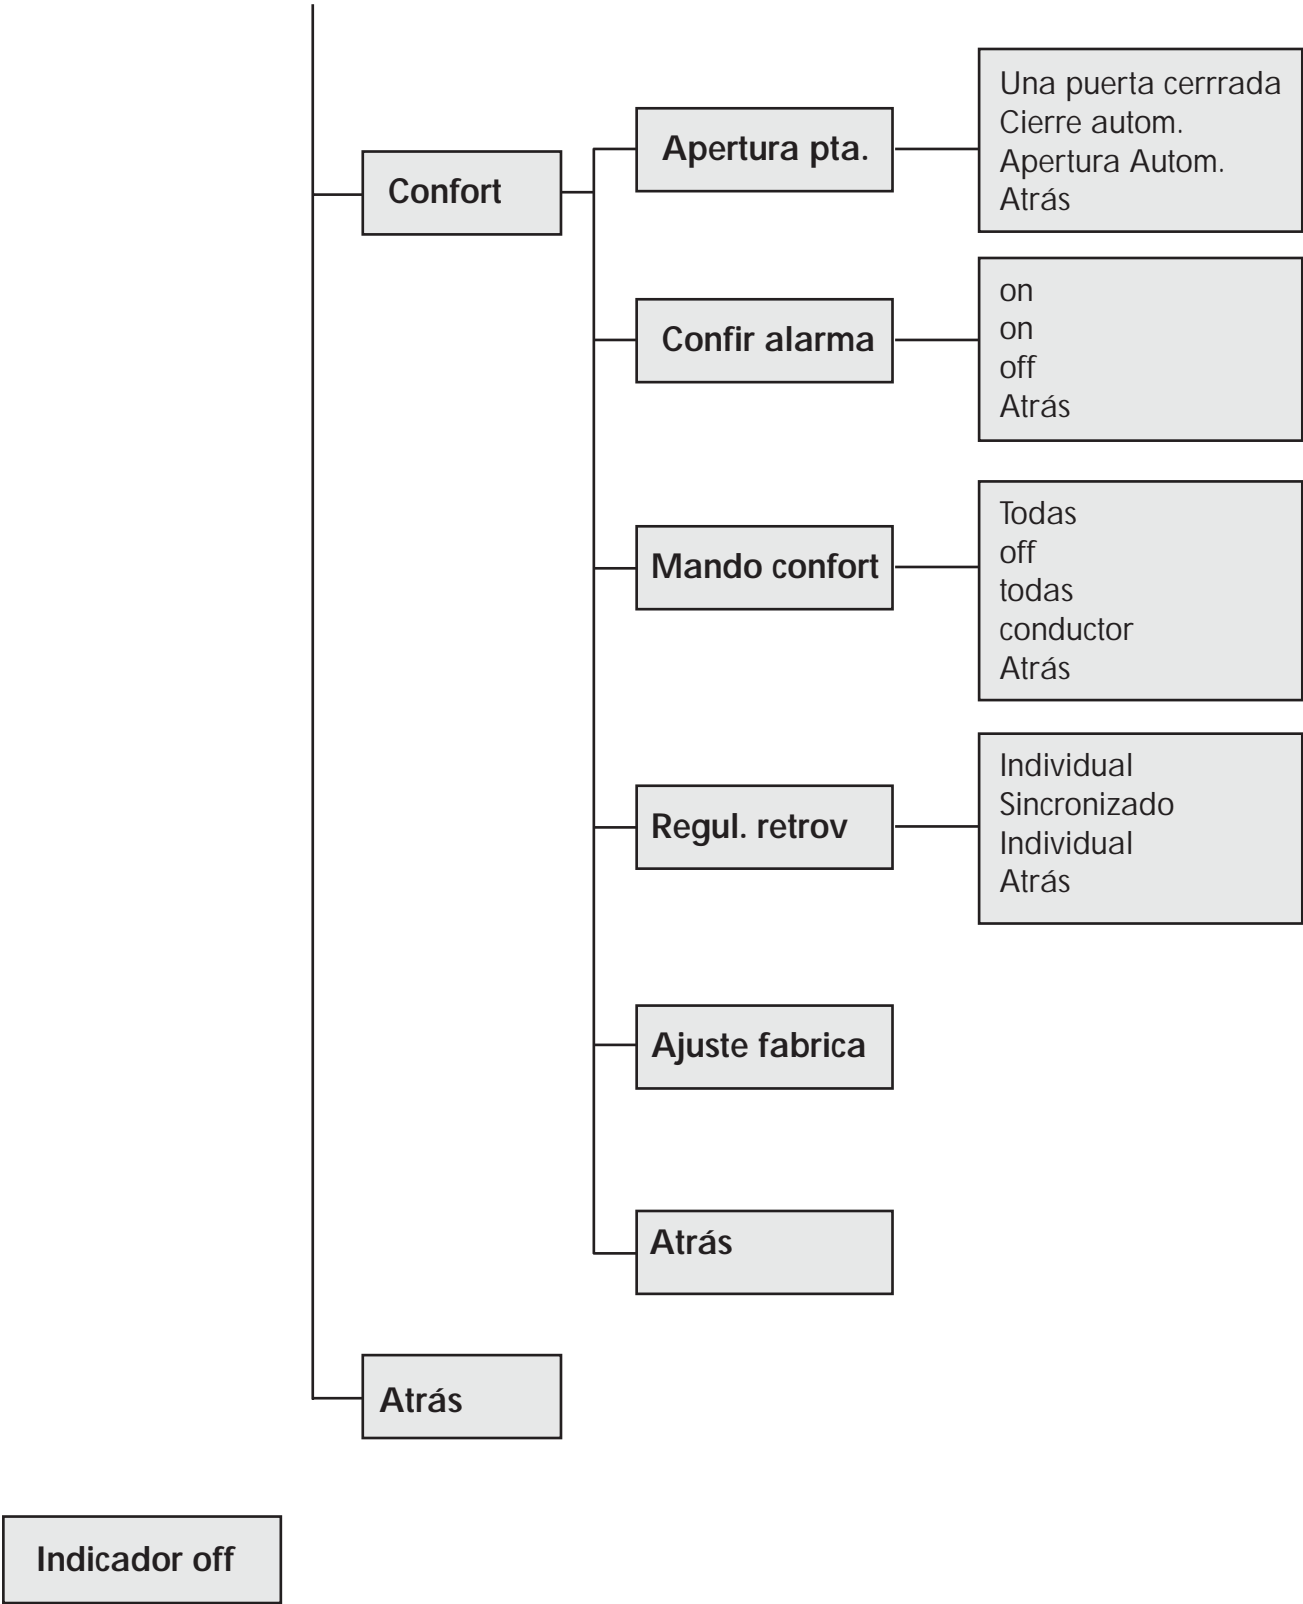 Confort
Apertura pta.
Una puerta cerrrada
Cierre autom.
Apertura Autom.
Atrás
Confir alarma
on
on
off
Atrás
Mando confort
Todas
off
todas
conductor
Atrás
Regul. retrov
Individual
Sincronizado
Individual
Atrás
Ajuste fabrica
Atrás
Atrás
Indicador off